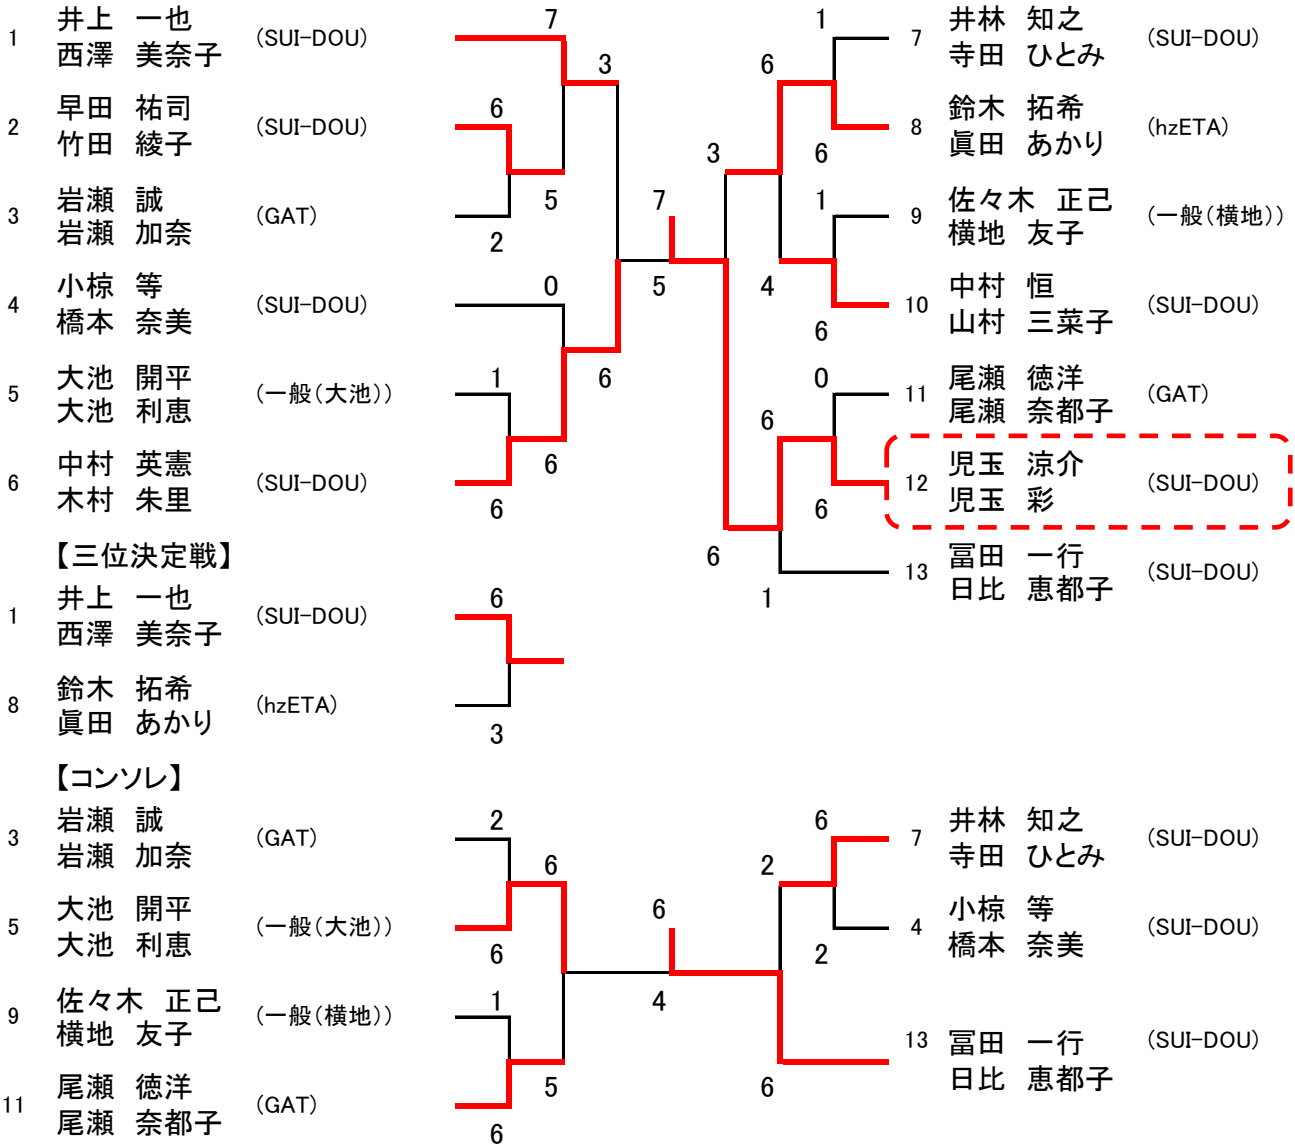 1 井上 一也 (SUI-DOU) 7
西澤 美奈子
3
2 早田 祐司 (SUI-DOU) 6
竹田 綾子
3 岩瀬 誠 (GAT) 2 5
岩瀬 加奈
4 小椋 等 (SUI-DOU) 0
橋本 奈美
5 大池 開平 (一般(大池)) 1 6
大池 利恵
6 中村 英憲 (SUI-DOU) 6 6
木村 朱里
7 5
1 7 井林 知之 (SUI-DOU)
寺田 ひとみ
6
6 8 鈴木 拓希 (hzETA)
眞田 あかり
3
1 9 佐々木 正己 (一般(横地))
横地 友子
4
6 10 中村 恒 (SUI-DOU)
山村 三菜子
0 11 尾瀬 徳洋 (GAT)
尾瀬 奈都子
6
6 12 児玉 涼介 (SUI-DOU)
児玉 彩
6
1 13 冨田 一行 (SUI-DOU)
日比 恵都子
【三位決定戦】
1 井上 一也 (SUI-DOU) 6
西澤 美奈子
8 鈴木 拓希 (hzETA) 3
眞田 あかり
【コンソレ】
3 岩瀬 誠 (GAT) 2
岩瀬 加奈
6
5 大池 開平 (一般(大池)) 6
大池 利恵
9 佐々木 正己 (一般(横地)) 1
横地 友子
5
11 尾瀬 徳洋 (GAT) 6
尾瀬 奈都子
6 4
6 7 井林 知之 (SUI-DOU)
寺田 ひとみ
2
2 4 小椋 等 (SUI-DOU)
橋本 奈美
6 13 冨田 一行 (SUI-DOU)
日比 恵都子